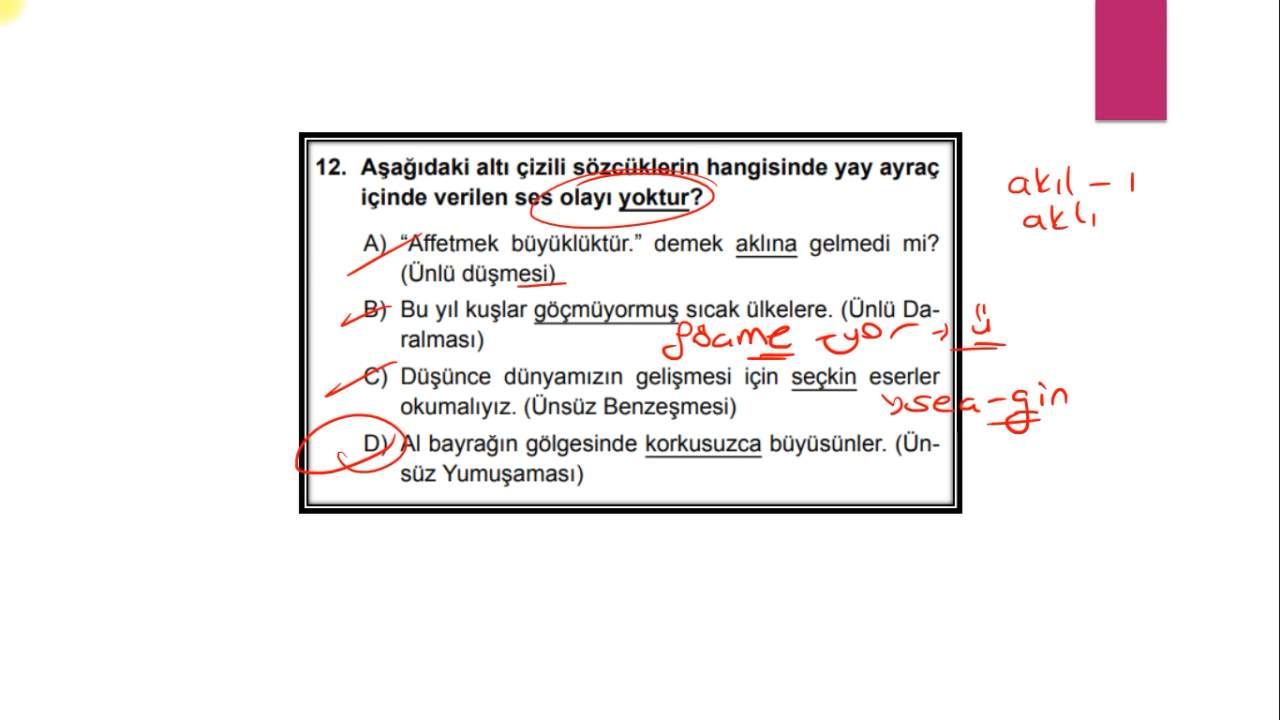 12. Aşağıdaki altı çizili sözcüklerin hangisinde yay ayraç
içinde verilen ses olayı yoktur?
A) “Affetmek büyüklüktür.” demek aklına gelmedi mi?
(Ünlü düşmesi)
B) Bu yıl kuşlar göçmüyormuş sıcak ülkelere. (Ünlü Da-
ralması)
C) Düşünce dünyamızın gelişmesi için seçkin eserler
okumalıyız. (Ünsüz Benzeşmesi)
D) Al bayrağın gölgesinde korkusuzca büyüsünler. (Ün-
süz Yumuşaması)
akıl - ı
aklı
yor → ü
gin